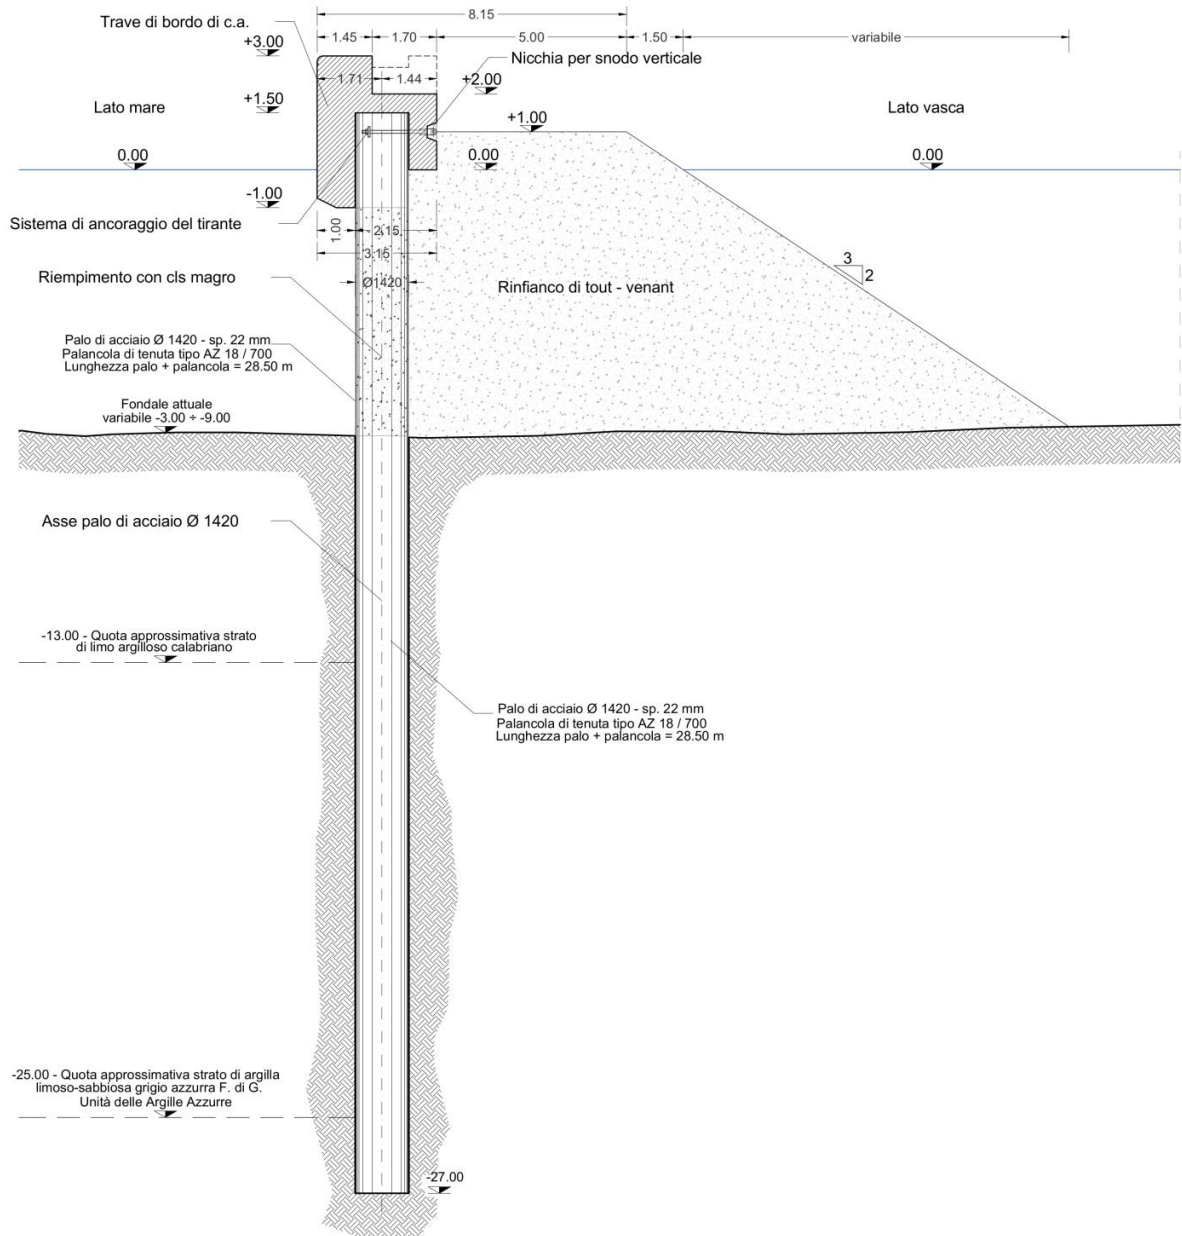 8.15
Trave di bordo di c.a.
1.45
1.70
5.00
1.50
variabile
+3.00
Nicchia per snodo verticale
1.71
1.44
+2.00
Lato mare
+1.50
Lato vasca
+1.00
0.00
0.00
0.00
-1.00
Sistema di ancoraggio del tirante
1.00
2.15
3.15
3
2
Riempimento con cls magro
Ø1420
Rinfianco di tout - venant
Palo di acciaio Ø 1420 - sp. 22 mm
Palancola di tenuta tipo AZ 18 / 700
Lunghezza palo + palancola = 28.50 m
Fondale attuale
variabile -3.00 ÷ -9.00
Asse palo di acciaio Ø 1420
-13.00 - Quota approssimativa strato
di limo argilloso calabriano
Palo di acciaio Ø 1420 - sp. 22 mm
Palancola di tenuta tipo AZ 18 / 700
Lunghezza palo + palancola = 28.50 m
-25.00 - Quota approssimativa strato di argilla
limoso-sabbiosa grigio azzurra F. di G.
Unità delle Argille Azzurre
-27.00